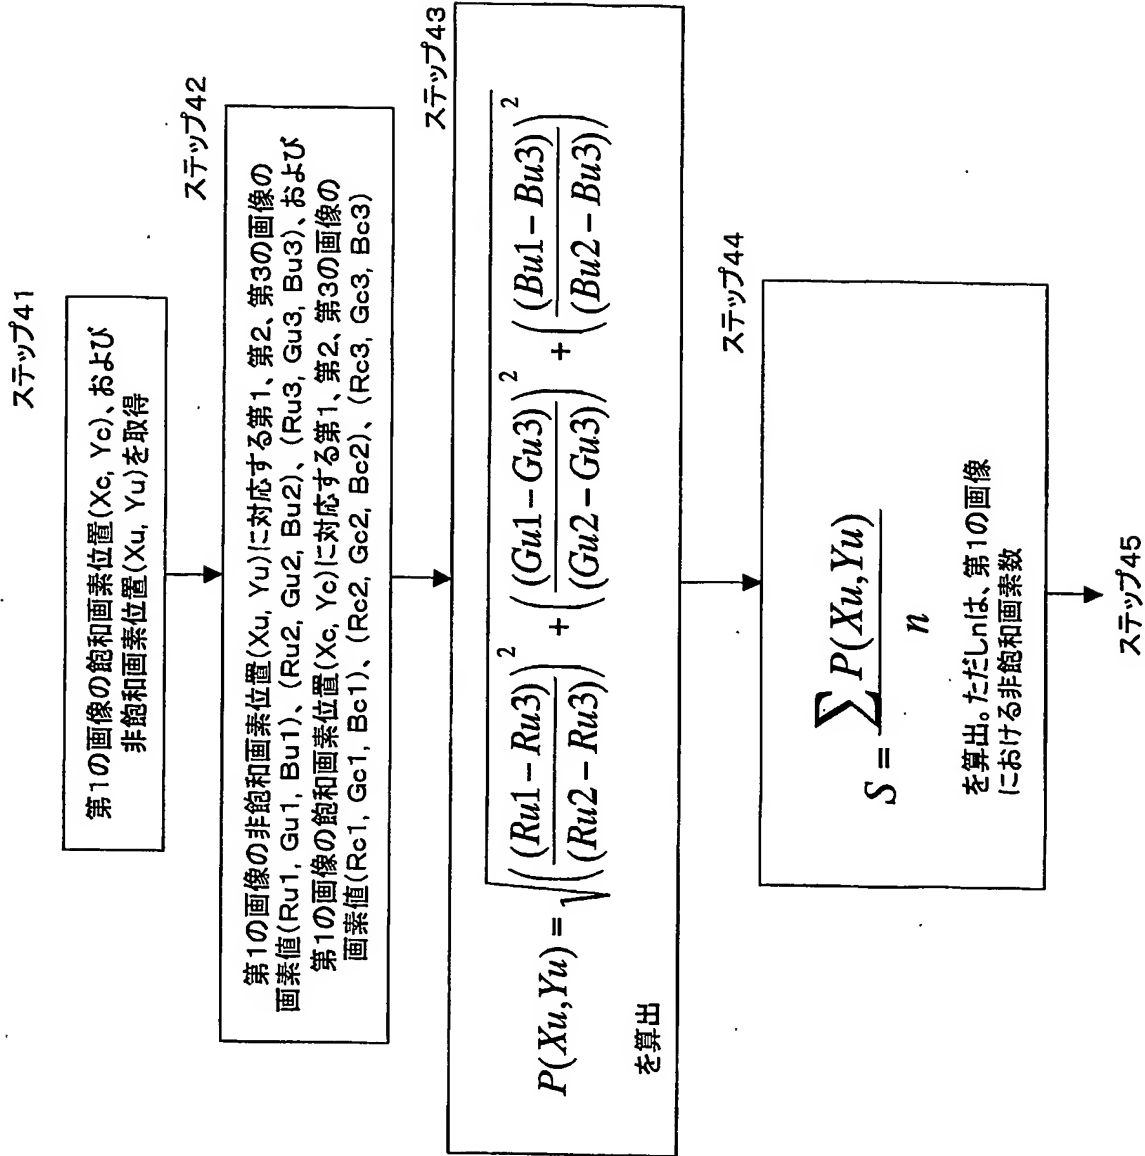 ステップ41
第1の画像の飽和画素位置(Xc, Yc)、および
非飽和画素位置(Xu, Yu)を取得
ステップ42
第1の画像の非飽和画素位置(Xu, Yu)に対応する第1、第2、第3の画像の
画素値(Ru1, Gu1, Bu1)、(Ru2, Gu2, Bu2)、(Ru3, Gu3, Bu3)、および
第1の画像の飽和画素位置(Xc, Yc)に対応する第1、第2、第3の画像の
画素値(Rc1, Gc1, Bc1)、(Rc2, Gc2, Bc2)、(Rc3, Gc3, Bc3)
ステップ43
P(Xu,Yu) = √(((Ru1−Ru3)/(Ru2−Ru3))² + ((Gu1−Gu3)/(Gu2−Gu3))² + ((Bu1−Bu3)/(Bu2−Bu3))²)
を算出
ステップ44
S = ∑P(Xu,Yu)/n
を算出。ただしnは、第1の画像
における非飽和画素数
ステップ45